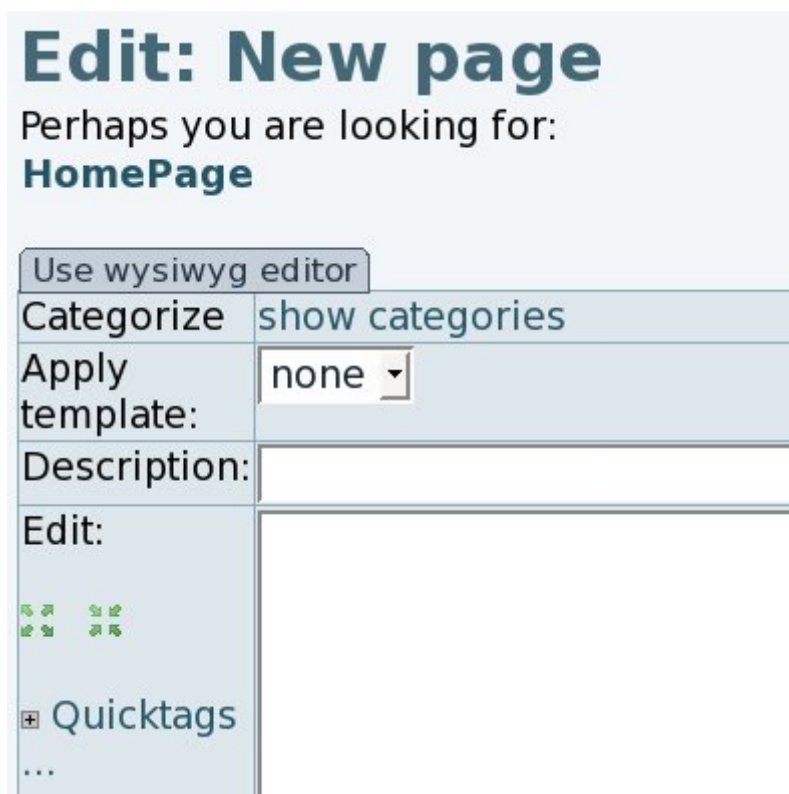 Edit: New page
Perhaps you are looking for:
HomePage
Use wysiwyg editor
Categorize show categories
Apply template: none
Description:
Edit:
Quicktags
...